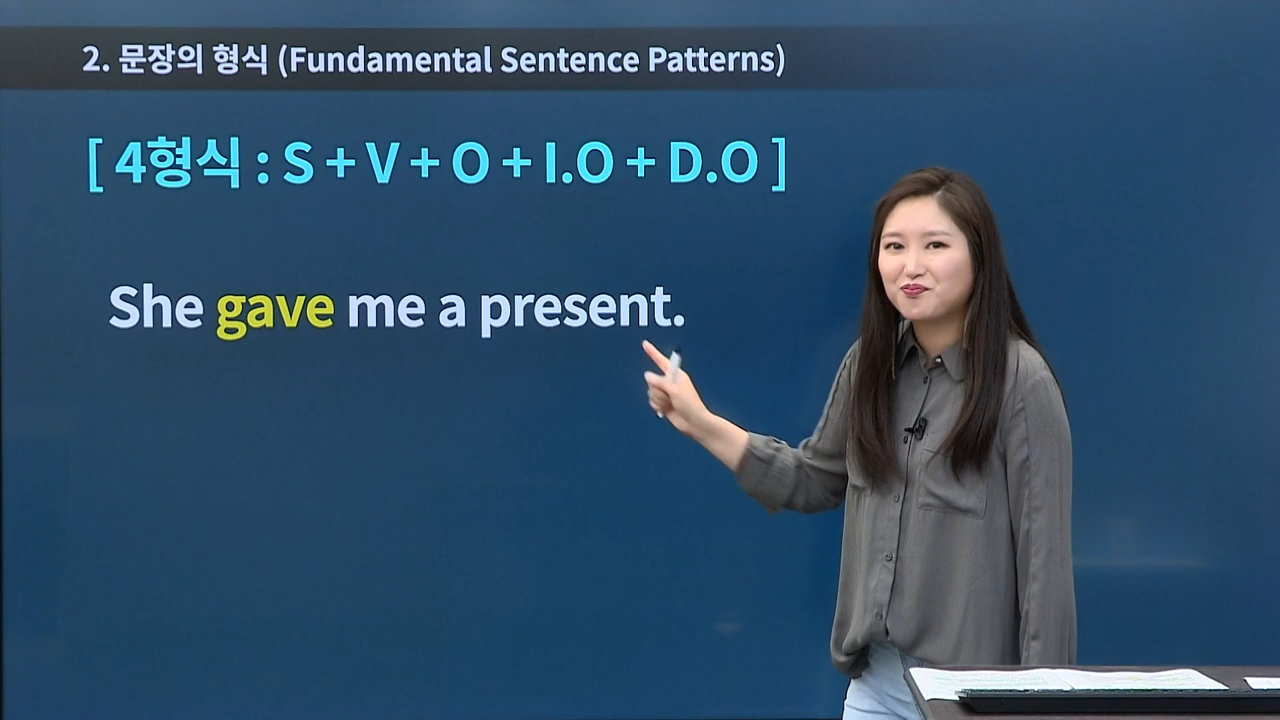 2. 문장의 형식 (Fundamental Sentence Patterns)
[ 4형식 : S + V + O + I.O + D.O ]
She gave me a present.